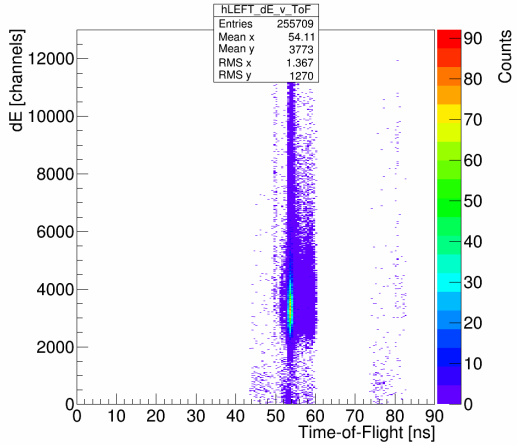 hLEFT_dE_v_ToF
Entries 255709
Mean x 54.11
Mean y 3773
RMS x 1.367
RMS y 1270
dE [channels]
12000
10000
8000
6000
4000
2000
0
0 10 20 30 40 50 60 70 80 90
Time-of-Flight [ns]
Counts
90
80
70
60
50
40
30
20
10
0